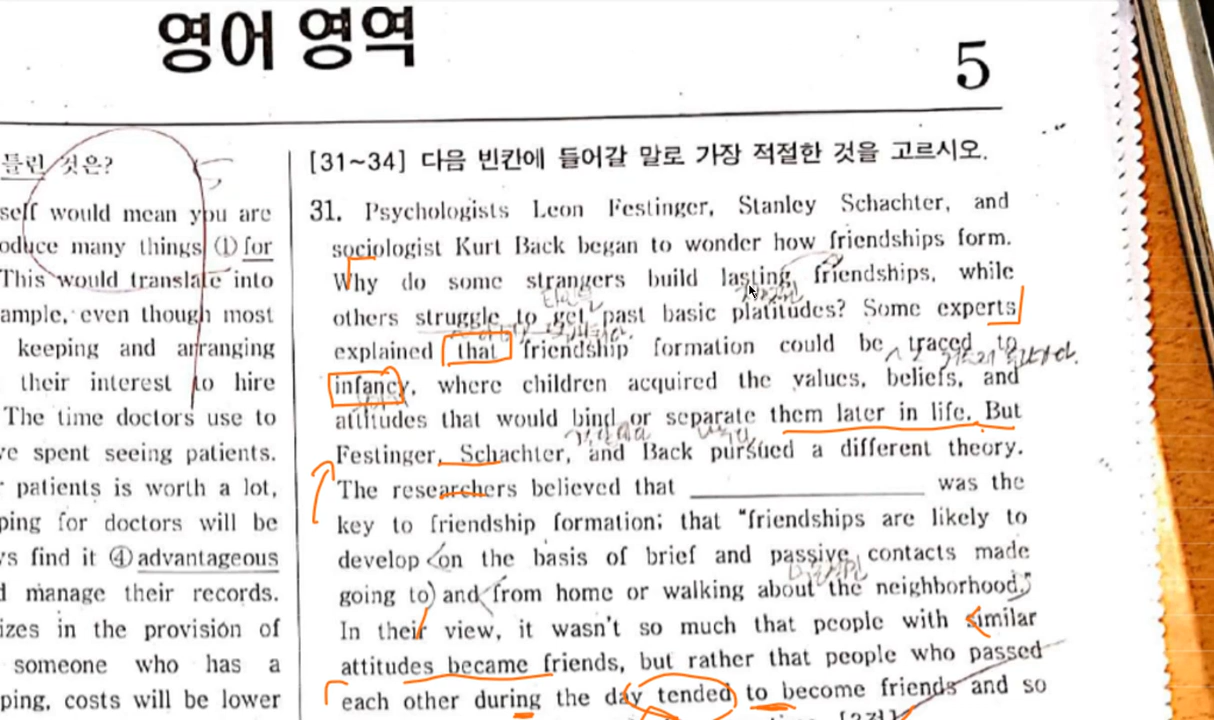 영어 영역
5
틀린 것은?
self would mean you are
oduce many things ① for
This would translate into
ample, even though most
keeping and arranging
their interest to hire
The time doctors use to
ve spent seeing patients.
r patients is worth a lot,
ping for doctors will be
ys find it ④ advantageous
d manage their records.
izes in the provision of
someone who has a
pping, costs will be lower
[31~34] 다음 빈칸에 들어갈 말로 가장 적절한 것을 고르시오.
31. Psychologists Leon Festinger, Stanley Schachter, and
sociologist Kurt Back began to wonder how friendships form.
Why do some strangers build lasting friendships, while
others struggle to get past basic platitudes? Some experts
explained that friendship formation could be traced to
infancy, where children acquired the values, beliefs, and
attitudes that would bind or separate them later in life. But
Festinger, Schachter, and Back pursued a different theory.
The researchers believed that ____________ was the
key to friendship formation; that "friendships are likely to
develop on the basis of brief and passive contacts made
going to and from home or walking about the neighborhood."
In their view, it wasn't so much that people with similar
attitudes became friends, but rather that people who passed
each other during the day tended to become friends and so